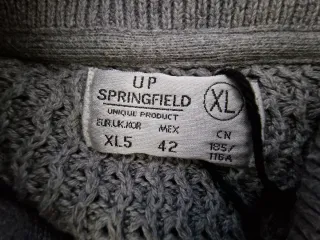 UP
SPRINGFIELD
XL
UNIQUE PRODUCT
EUR.UK.KOR MEX CN
XL5 42 185/
116A